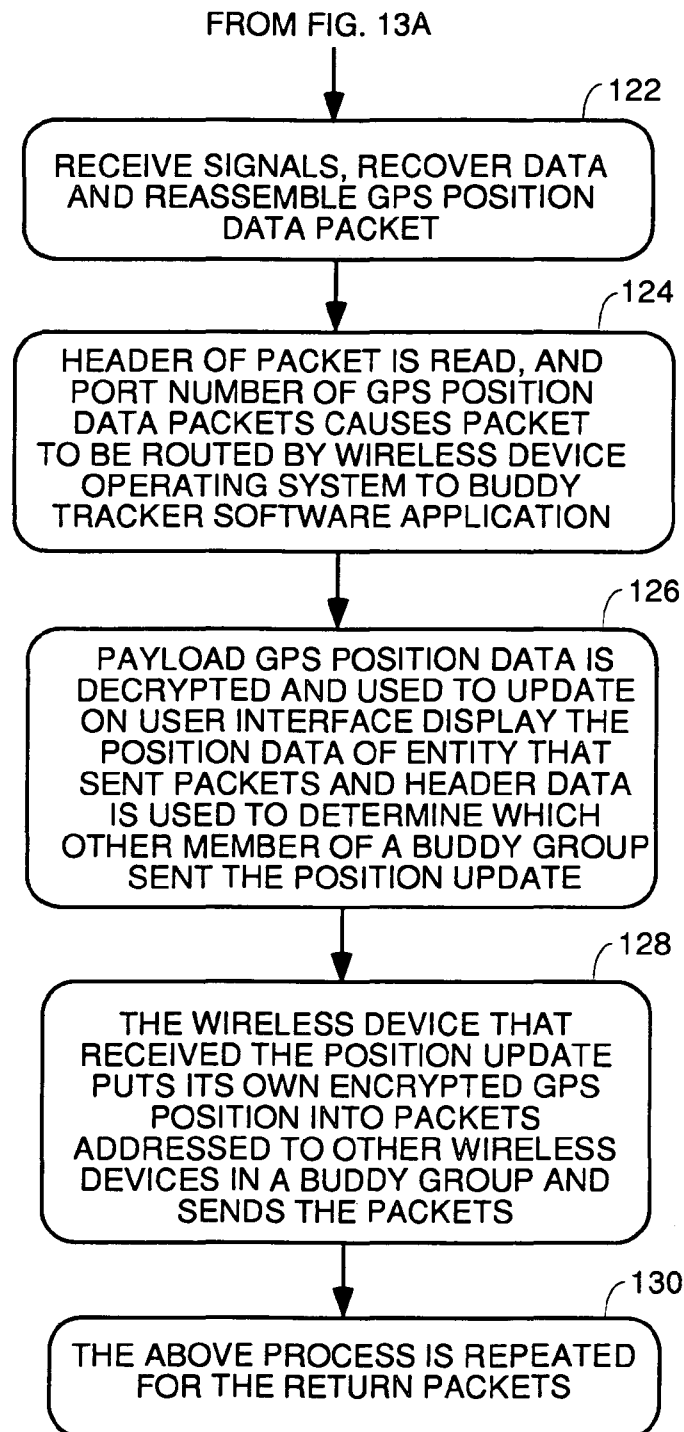 FROM FIG. 13A
122
RECEIVE SIGNALS, RECOVER DATA
AND REASSEMBLE GPS POSITION
DATA PACKET
124
HEADER OF PACKET IS READ, AND
PORT NUMBER OF GPS POSITION
DATA PACKETS CAUSES PACKET
TO BE ROUTED BY WIRELESS DEVICE
OPERATING SYSTEM TO BUDDY
TRACKER SOFTWARE APPLICATION
126
PAYLOAD GPS POSITION DATA IS
DECRYPTED AND USED TO UPDATE
ON USER INTERFACE DISPLAY THE
POSITION DATA OF ENTITY THAT
SENT PACKETS AND HEADER DATA
IS USED TO DETERMINE WHICH
OTHER MEMBER OF A BUDDY GROUP
SENT THE POSITION UPDATE
128
THE WIRELESS DEVICE THAT
RECEIVED THE POSITION UPDATE
PUTS ITS OWN ENCRYPTED GPS
POSITION INTO PACKETS
ADDRESSED TO OTHER WIRELESS
DEVICES IN A BUDDY GROUP AND
SENDS THE PACKETS
130
THE ABOVE PROCESS IS REPEATED
FOR THE RETURN PACKETS